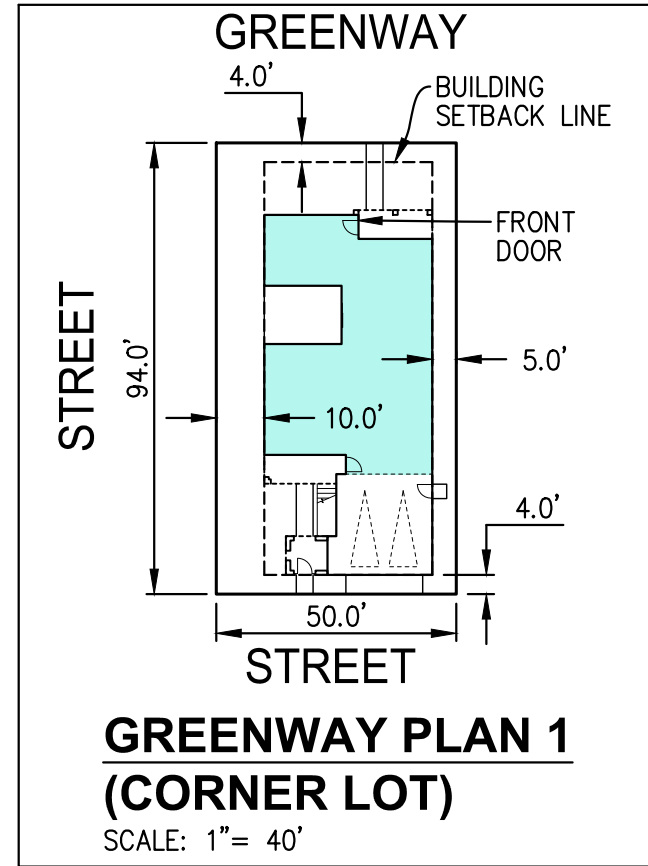 GREENWAY
4.0'
BUILDING
SETBACK LINE
FRONT
DOOR
STREET
94.0'
5.0'
10.0'
4.0'
50.0'
STREET
GREENWAY PLAN 1
(CORNER LOT)
SCALE: 1"= 40'